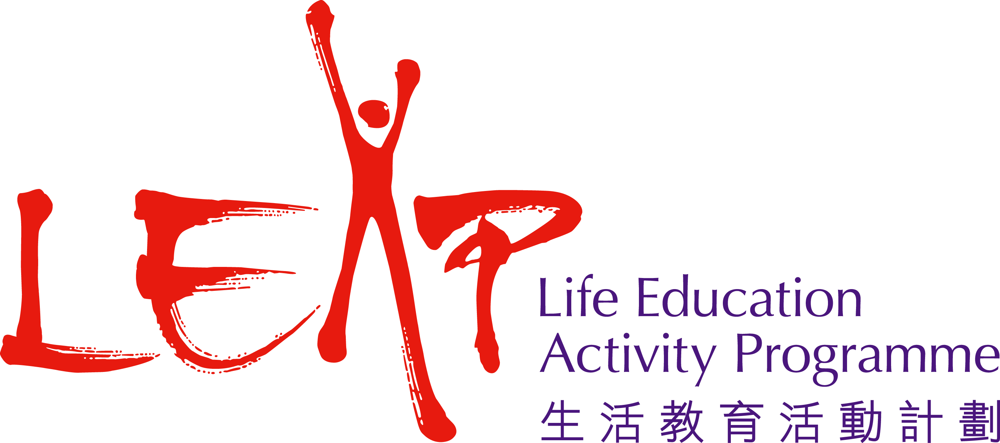 LEAP
Life Education
Activity Programme
生活教育活動計劃